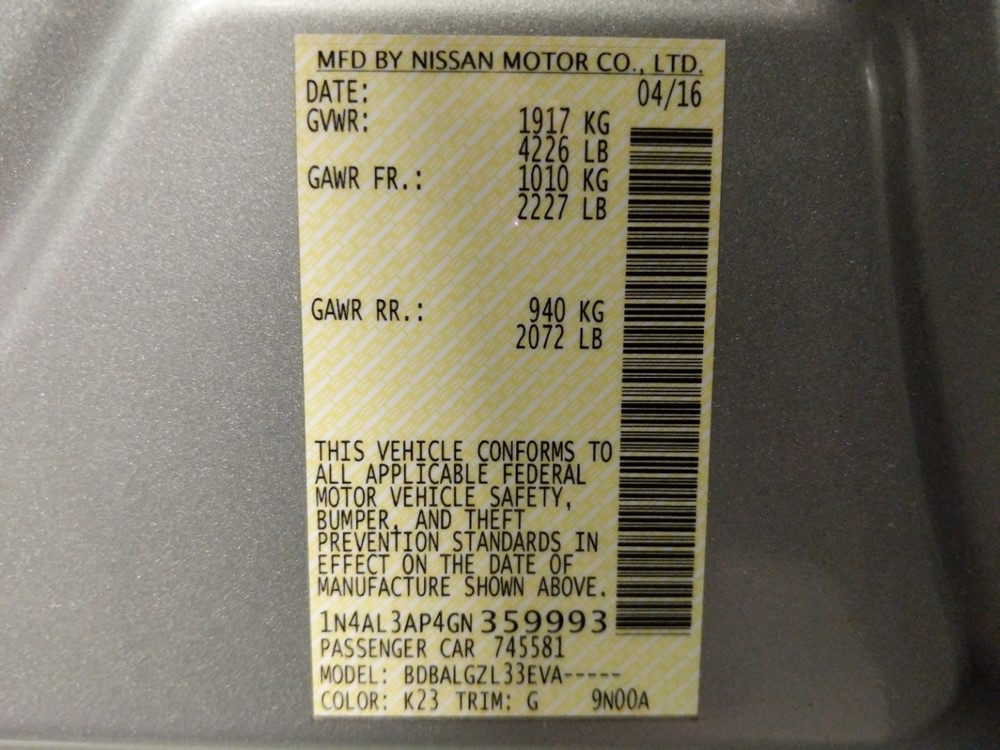 MFD BY NISSAN MOTOR CO., LTD.
DATE: 04/16
GVWR: 1917 KG
4226 LB
GAWR FR.: 1010 KG
2227 LB
GAWR RR.: 940 KG
2072 LB
THIS VEHICLE CONFORMS TO
ALL APPLICABLE FEDERAL
MOTOR VEHICLE SAFETY,
BUMPER, AND THEFT
PREVENTION STANDARDS IN
EFFECT ON THE DATE OF
MANUFACTURE SHOWN ABOVE.
1N4AL3AP4GN359993
PASSENGER CAR 745581
MODEL: BDBALGZL33EVA-----
COLOR: K23 TRIM: G 9N00A